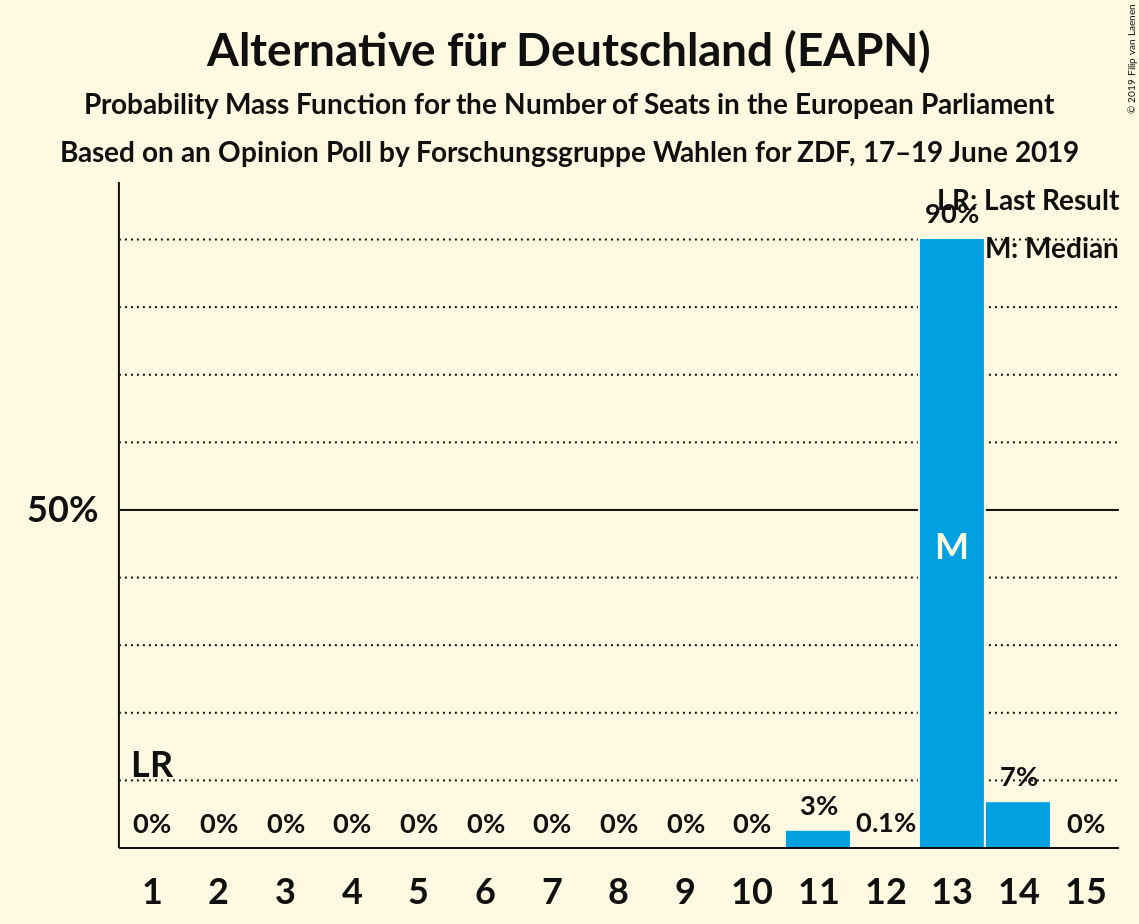 Alternative für Deutschland (EAPN)
Probability Mass Function for the Number of Seats in the European Parliament
Based on an Opinion Poll by Forschungsgruppe Wahlen for ZDF, 17–19 June 2019
© 2019 Filip van Laenen
LR: Last Result
90%
M: Median
50%
M
LR
7%
3%
0% 0% 0% 0% 0% 0% 0% 0% 0% 0% 0.1% 0%
1 2 3 4 5 6 7 8 9 10 11 12 13 14 15